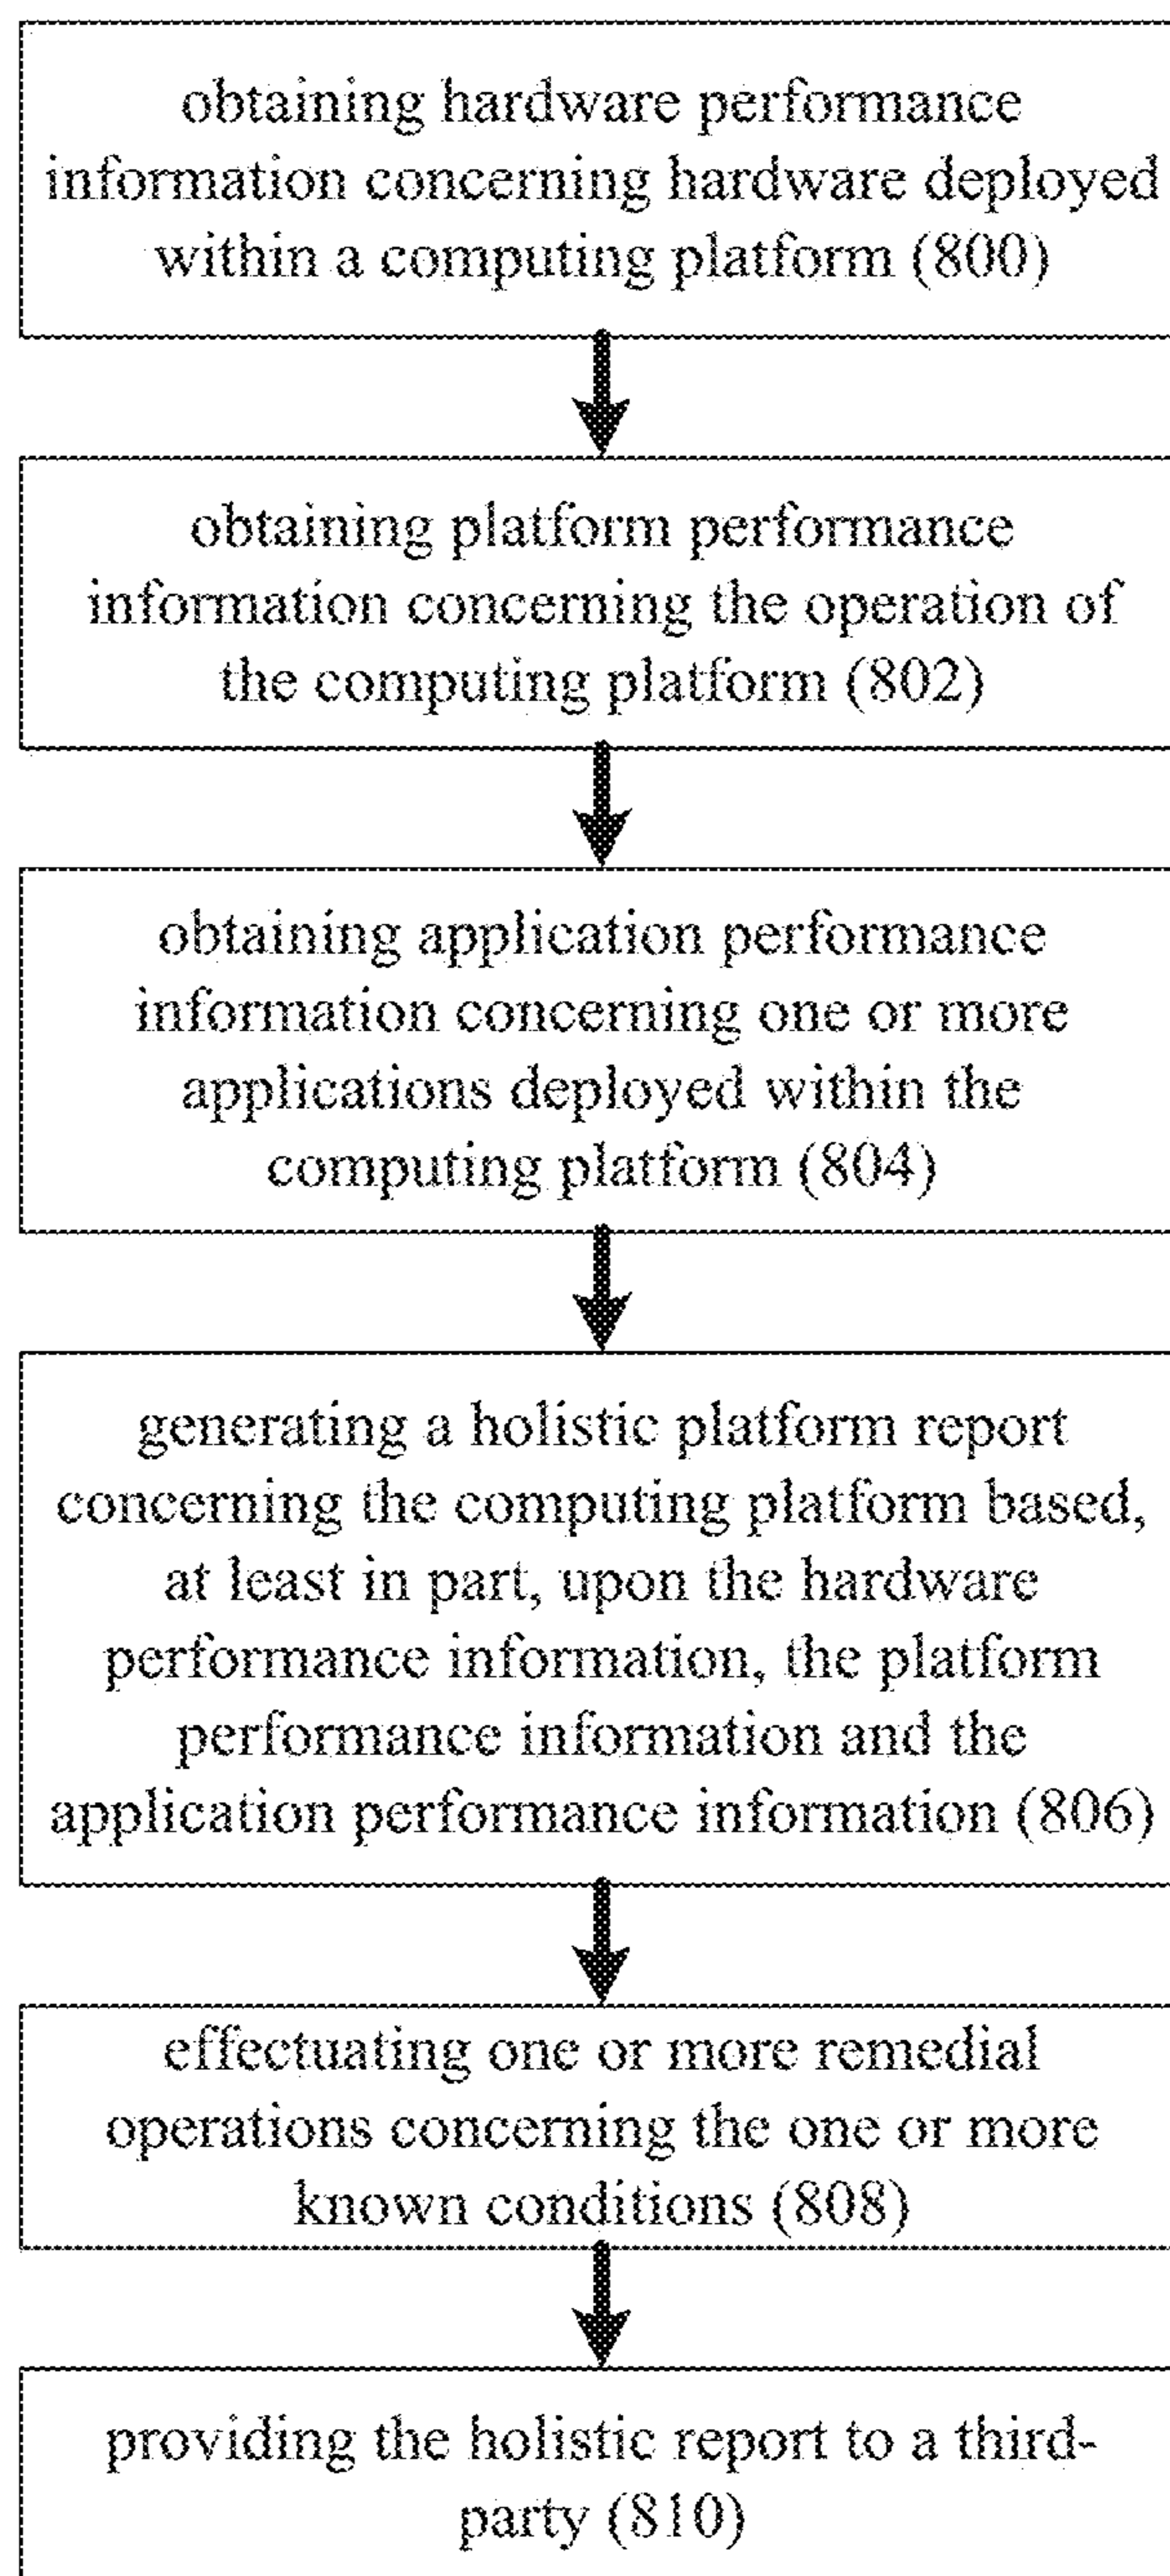 obtaining hardware performance
information concerning hardware deployed
within a computing platform (800)
obtaining platform performance
information concerning the operation of
the computing platform (802)
obtaining application performance
information concerning one or more
applications deployed within the
computing platform (804)
generating a holistic platform report
concerning the computing platform based,
at least in part, upon the hardware
performance information, the platform
performance information and the
application performance information (806)
effectuating one or more remedial
operations concerning the one or more
known conditions (808)
providing the holistic report to a third-
party (810)